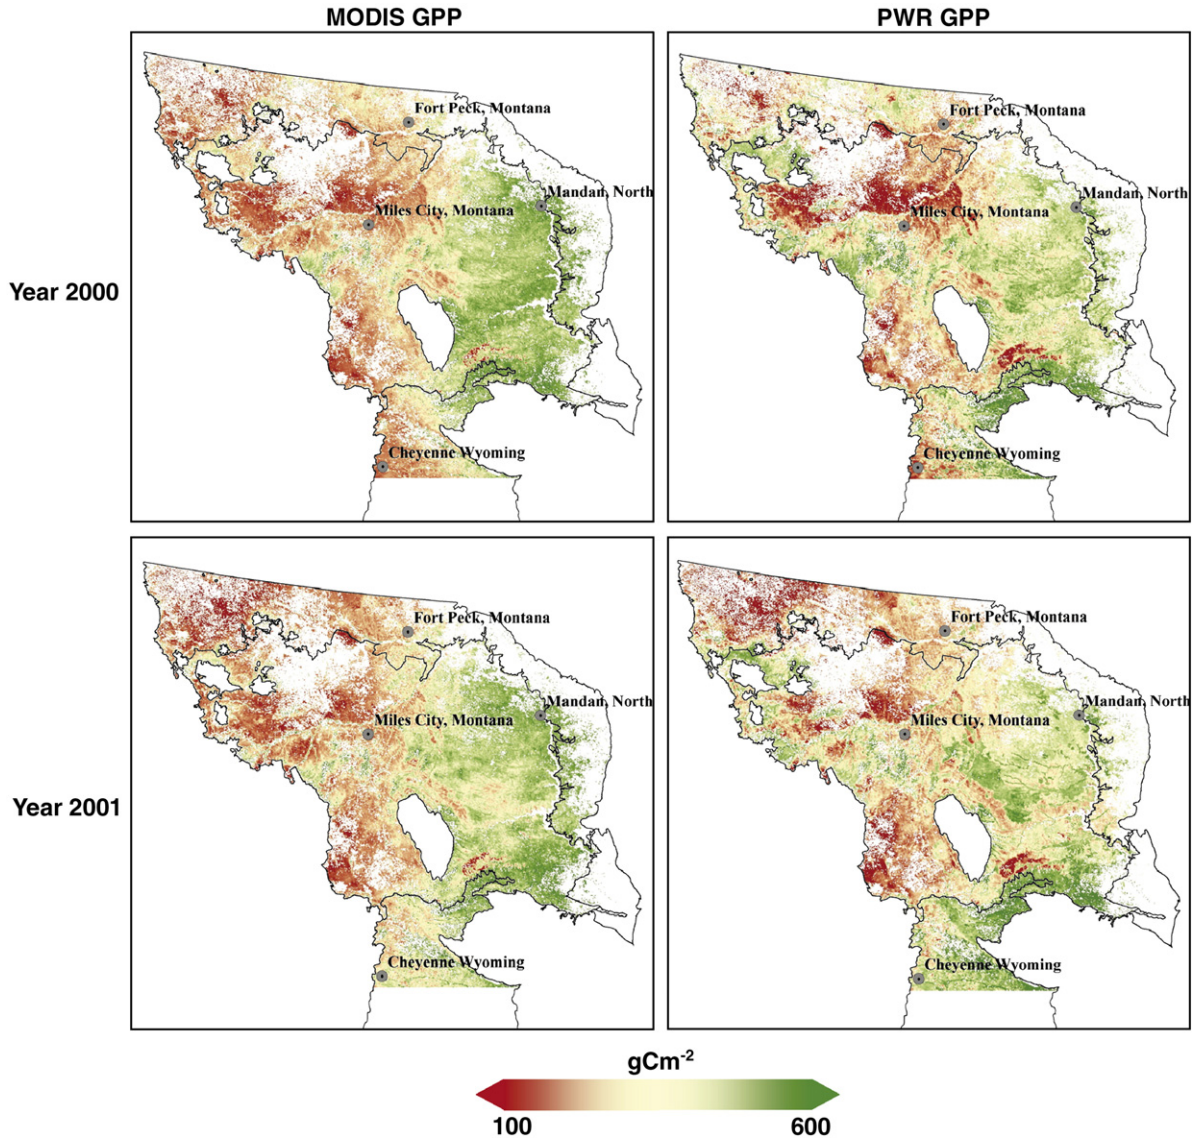 MODIS GPP
PWR GPP
Year 2000
Fort Peck, Montana
Mandan, North
Miles City, Montana
Cheyenne Wyoming
Fort Peck, Montana
Mandan, North
Miles City, Montana
Cheyenne Wyoming
Year 2001
Fort Peck, Montana
Mandan, North
Miles City, Montana
Cheyenne Wyoming
Fort Peck, Montana
Mandan, North
Miles City, Montana
Cheyenne Wyoming
gCm⁻²
100
600